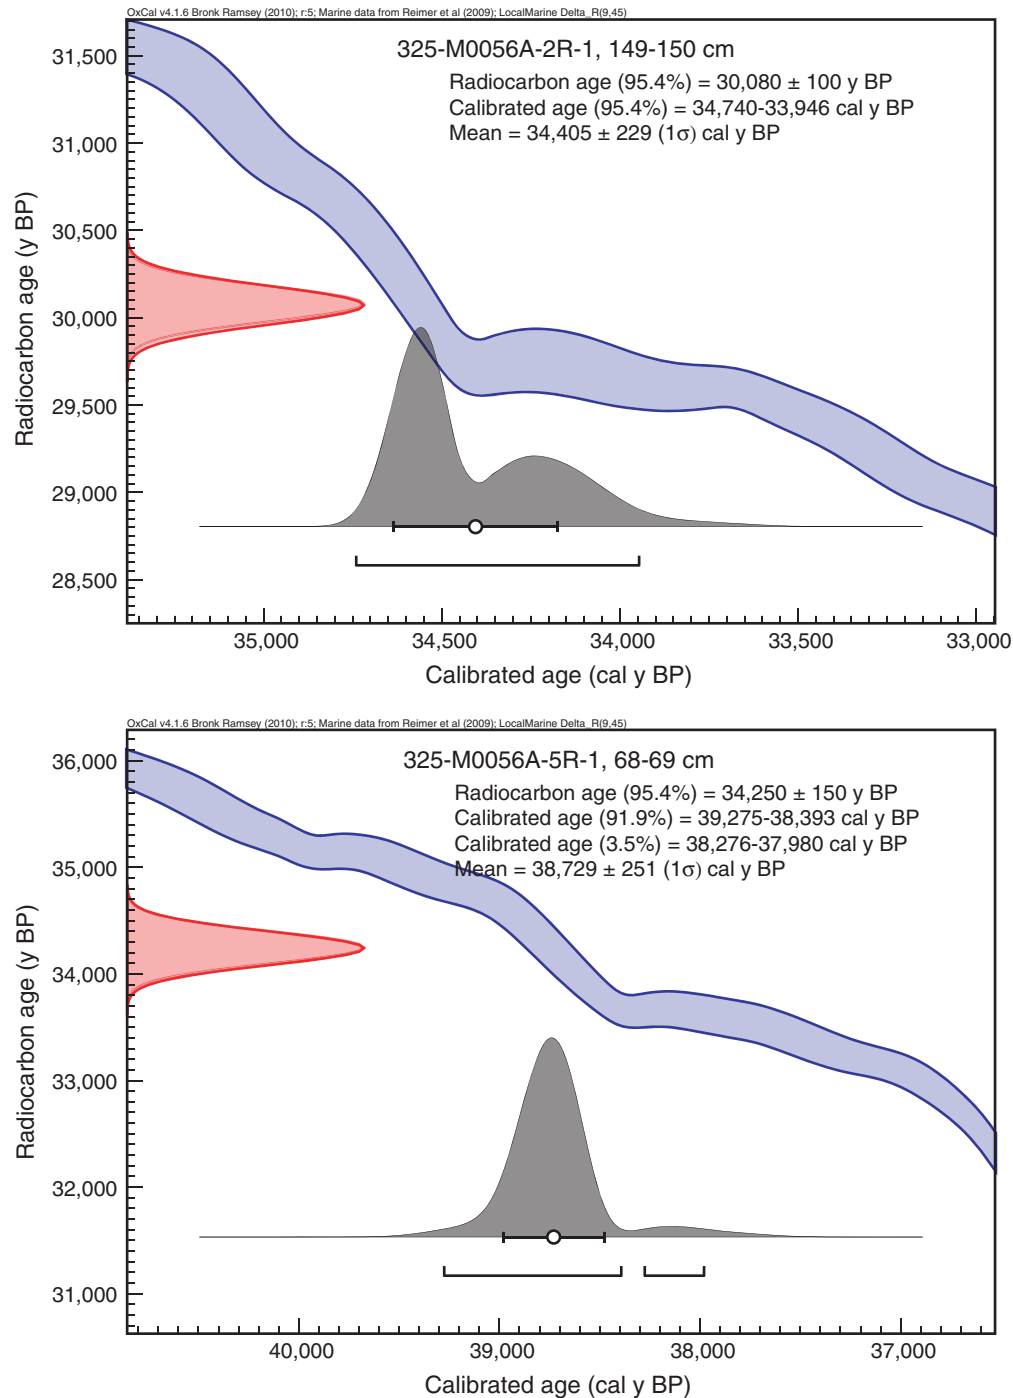 OxCal v4.1.6 Bronk Ramsey (2010); r:5; Marine data from Reimer et al (2009); LocalMarine Delta_R(9,45)
325-M0056A-2R-1, 149-150 cm
Radiocarbon age (95.4%) = 30,080 ± 100 y BP
Calibrated age (95.4%) = 34,740-33,946 cal y BP
Mean = 34,405 ± 229 (1σ) cal y BP
Radiocarbon age (y BP)
31,500
31,000
30,500
30,000
29,500
29,000
28,500
35,000 34,500 34,000 33,500 33,000
Calibrated age (cal y BP)
OxCal v4.1.6 Bronk Ramsey (2010); r:5; Marine data from Reimer et al (2009); LocalMarine Delta_R(9,45)
325-M0056A-5R-1, 68-69 cm
Radiocarbon age (95.4%) = 34,250 ± 150 y BP
Calibrated age (91.9%) = 39,275-38,393 cal y BP
Calibrated age (3.5%) = 38,276-37,980 cal y BP
Mean = 38,729 ± 251 (1σ) cal y BP
Radiocarbon age (y BP)
36,000
35,000
34,000
33,000
32,000
31,000
40,000 39,000 38,000 37,000
Calibrated age (cal y BP)